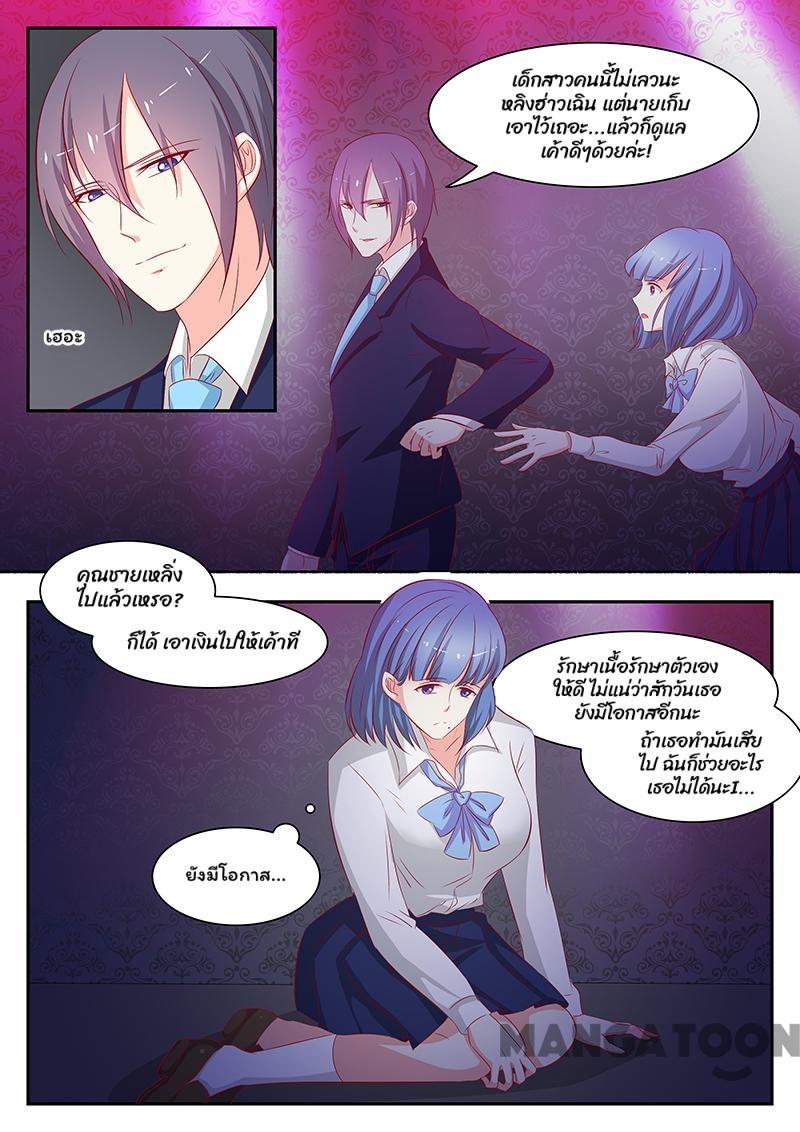 เด็กสาวคนนี้ไม่เลวนะ
หลิงฮ่าวเฉิน แต่นายเก็บ
เอาไว้เถอะ...แล้วก็ดูแล
เค้าดีๆด้วยล่ะ!
เฮอะ
คุณชายเหลิ่ง
ไปแล้วเหรอ?
ก็ได้ เอาเงินไปให้เค้าที
รักษาเนื้อรักษาตัวเอง
ให้ดี ไม่แน่ว่าสักวันเธอ
ยังมีโอกาสอีกนะ
ถ้าเธอทำมันเสีย
ไป ฉันก็ช่วยอะไร
เธอไม่ได้นะI...
ยังมีโอกาส...
MANGATOON